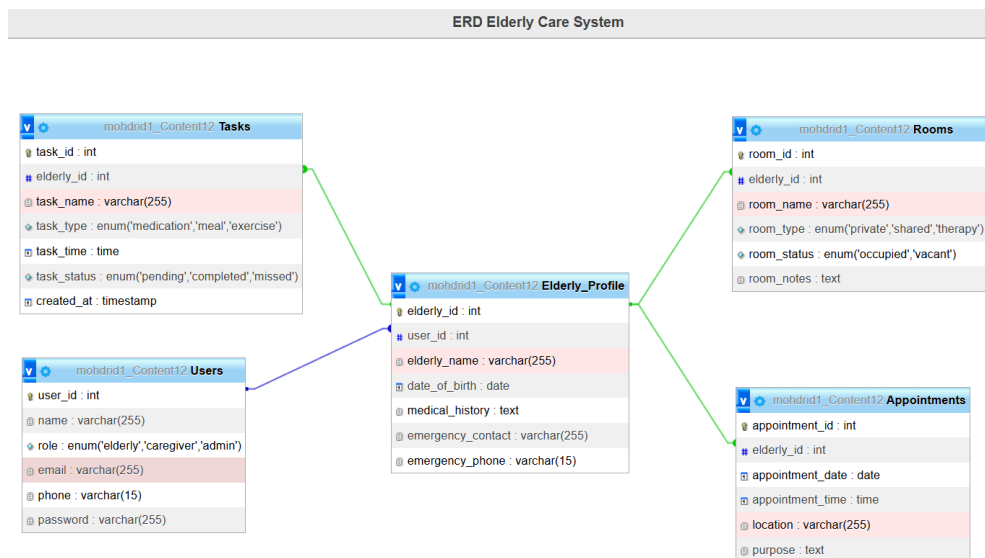 ERD Elderly Care System
mohdrid1_Content12 Tasks
task_id : int
elderly_id : int
task_name : varchar(255)
task_type : enum('medication','meal','exercise')
task_time : time
task_status : enum('pending','completed','missed')
created_at : timestamp
mohdrid1_Content12 Users
user_id : int
name : varchar(255)
role : enum('elderly','caregiver','admin')
email : varchar(255)
phone : varchar(15)
password : varchar(255)
mohdrid1_Content12 Elderly_Profile
elderly_id : int
user_id : int
elderly_name : varchar(255)
date_of_birth : date
medical_history : text
emergency_contact : varchar(255)
emergency_phone : varchar(15)
mohdrid1_Content12 Rooms
room_id : int
elderly_id : int
room_name : varchar(255)
room_type : enum('private','shared','therapy')
room_status : enum('occupied','vacant')
room_notes : text
mohdrid1_Content12 Appointments
appointment_id : int
elderly_id : int
appointment_date : date
appointment_time : time
location : varchar(255)
purpose : text